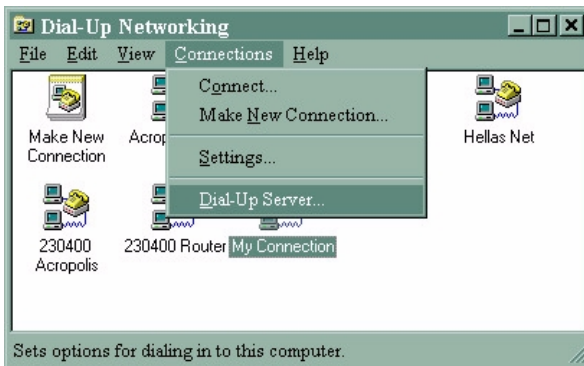 Dial-Up Networking
File Edit View Connections Help
Connect...
Make New Connection...
Settings...
Dial-Up Server...
Make New
Connection
Hellas Net
230400
Acropolis
230400 Router
My Connection
Sets options for dialing in to this computer.